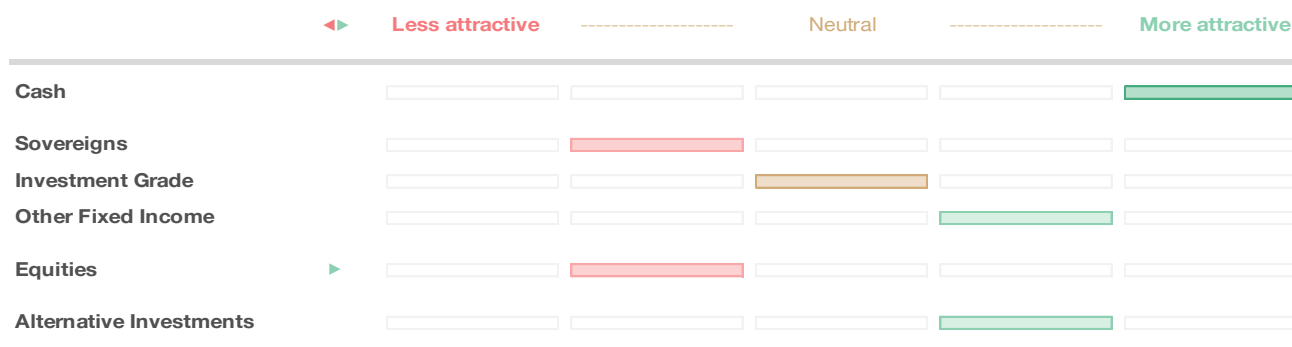 ◀▶ Less attractive ------------------- Neutral ------------------- More attractive
Cash
Sovereigns
Investment Grade
Other Fixed Income
Equities ▶
Alternative Investments